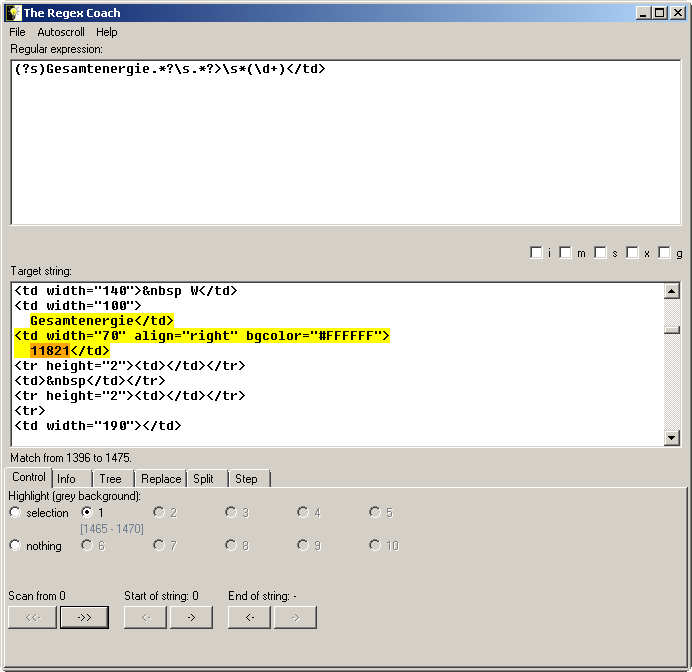 The Regex Coach
File Autoscroll Help
Regular expression:
(?s)Gesamtenergie.*?\s.*?>\s*(\d+)</td>
i m s x g
Target string:
<td width="140">&nbsp W</td>
<td width="100">
Gesamtenergie</td>
<td width="70" align="right" bgcolor="#FFFFFF">
11821</td>
<tr height="2"><td></td></tr>
<td>&nbsp</td></tr>
<tr height="2"><td></td></tr>
<tr>
<td width="190"></td>
Match from 1396 to 1475.
Control Info Tree Replace Split Step
Highlight (grey background):
selection 1 2 3 4 5
[1465 - 1470]
nothing 6 7 8 9 10
Scan from 0 Start of string: 0 End of string: -
<<- ->> <- -> <- ->